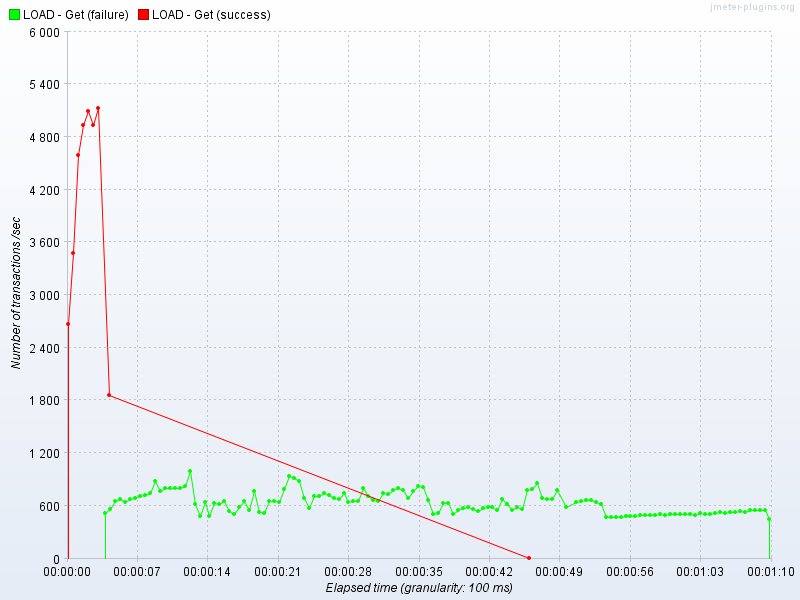 LOAD - Get (failure) LOAD - Get (success)
jmeter-plugins.org
6 000
5 400
4 800
4 200
3 600
3 000
2 400
1 800
1 200
600
0
Number of transactions /sec
00:00:00 00:00:07 00:00:14 00:00:21 00:00:28 00:00:35 00:00:42 00:00:49 00:00:56 00:01:03 00:01:10
Elapsed time (granularity: 100 ms)